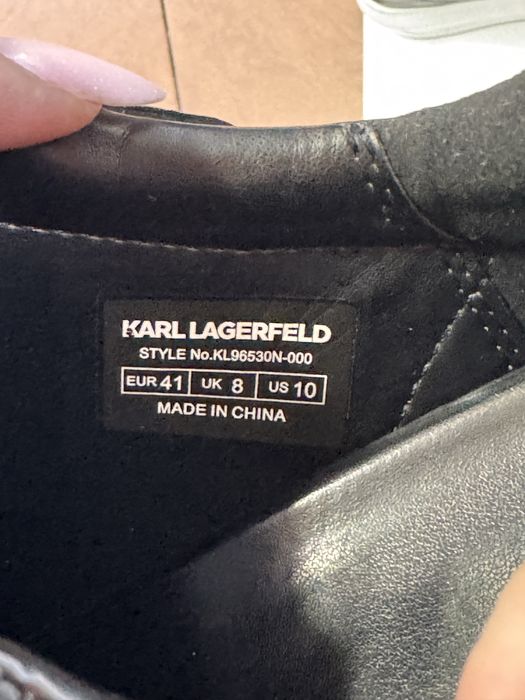 KARL LAGERFELD
STYLE No.KL96530N-000
EUR 41 UK 8 US 10
MADE IN CHINA